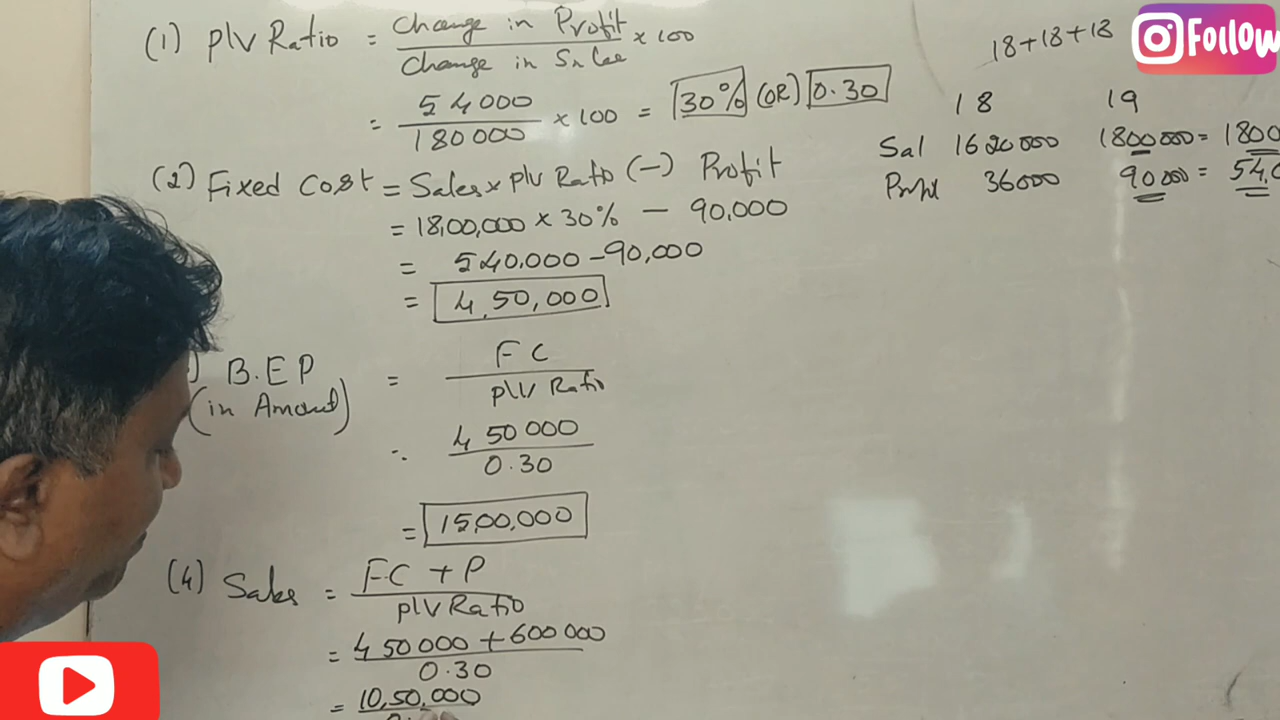 (1) P/V Ratio = Change in Profit / Change in Sales × 100
= 54000 / 180000 × 100 = 30% (OR) 0.30
(2) Fixed Cost = Sales × P/V Ratio (-) Profit
= 18,00,000 × 30% - 90,000
= 540,000 - 90,000
= 4,50,000
) B.E.P (in Amount) = FC / P/V Ratio
450000 / 0.30
= 1500,000
(4) Sales = F.C + P / P/V Ratio
= 450000 + 600000 / 0.30
= 10,50,000
18+18+18
Follow
18 19
Sal 1620000 1800000 = 1800
Profit 36000 90000 = 54,0